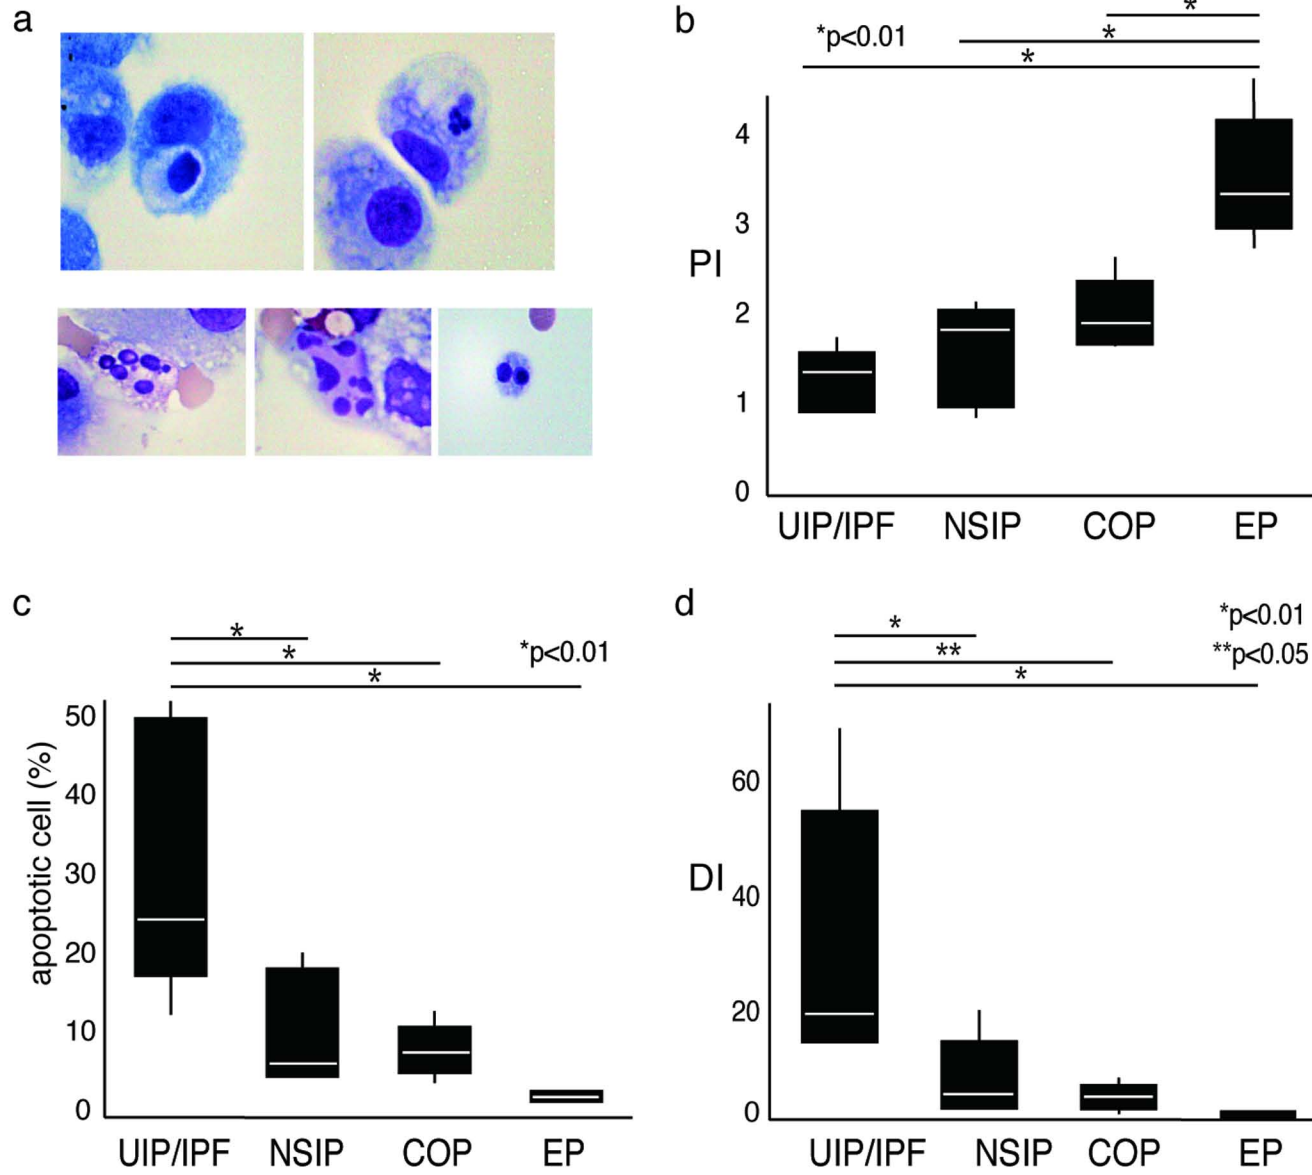 a
b
*p<0.01
*
*
*
4
3
PI
2
1
0
UIP/IPF NSIP COP EP
c
*
*
*
*p<0.01
50
40
30
20
10
0
apoptotic cell (%)
UIP/IPF NSIP COP EP
d
*p<0.01
**p<0.05
*
**
*
60
DI
40
20
0
UIP/IPF NSIP COP EP